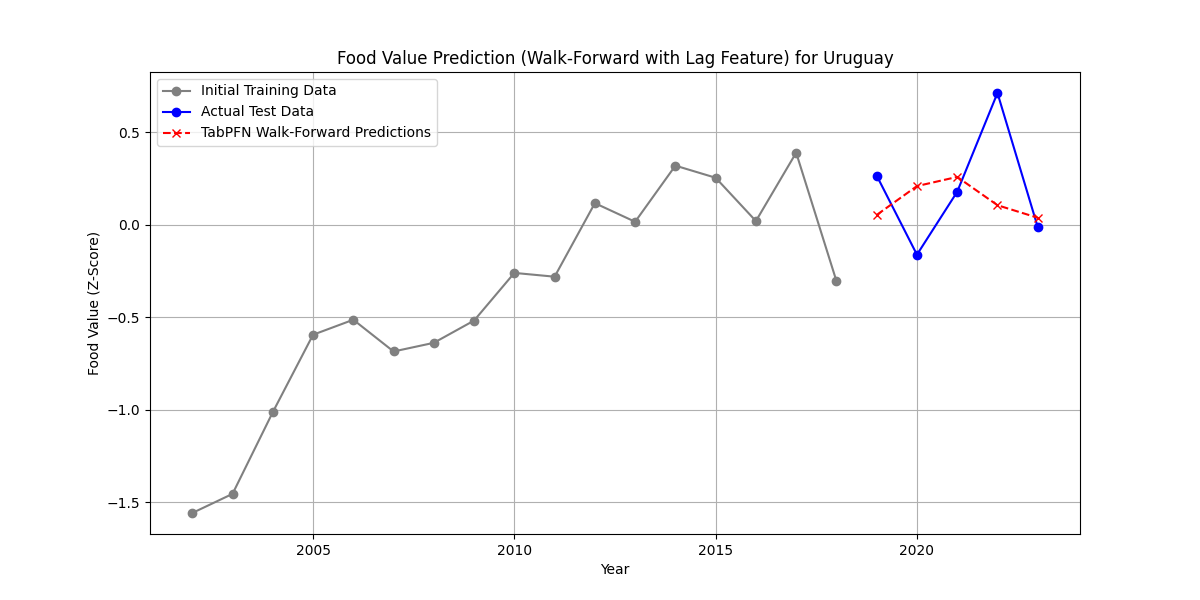 Food Value Prediction (Walk-Forward with Lag Feature) for Uruguay
Initial Training Data
Actual Test Data
TabPFN Walk-Forward Predictions
0.5
0.0
−0.5
−1.0
−1.5
Food Value (Z-Score)
2005
2010
2015
2020
Year